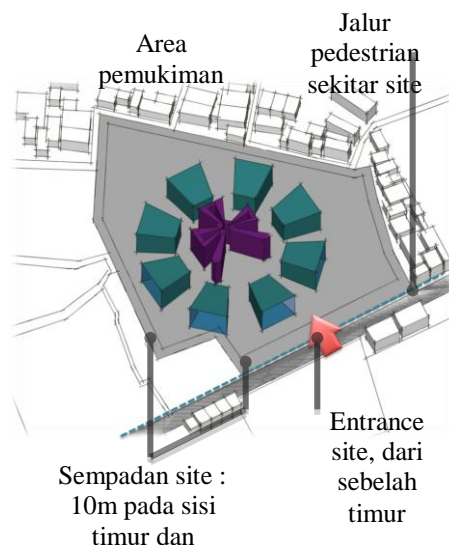 Area
pemukiman
Jalur
pedestrian
sekitar site
Sempadan site :
10m pada sisi
timur dan
Entrance
site, dari
sebelah
timur